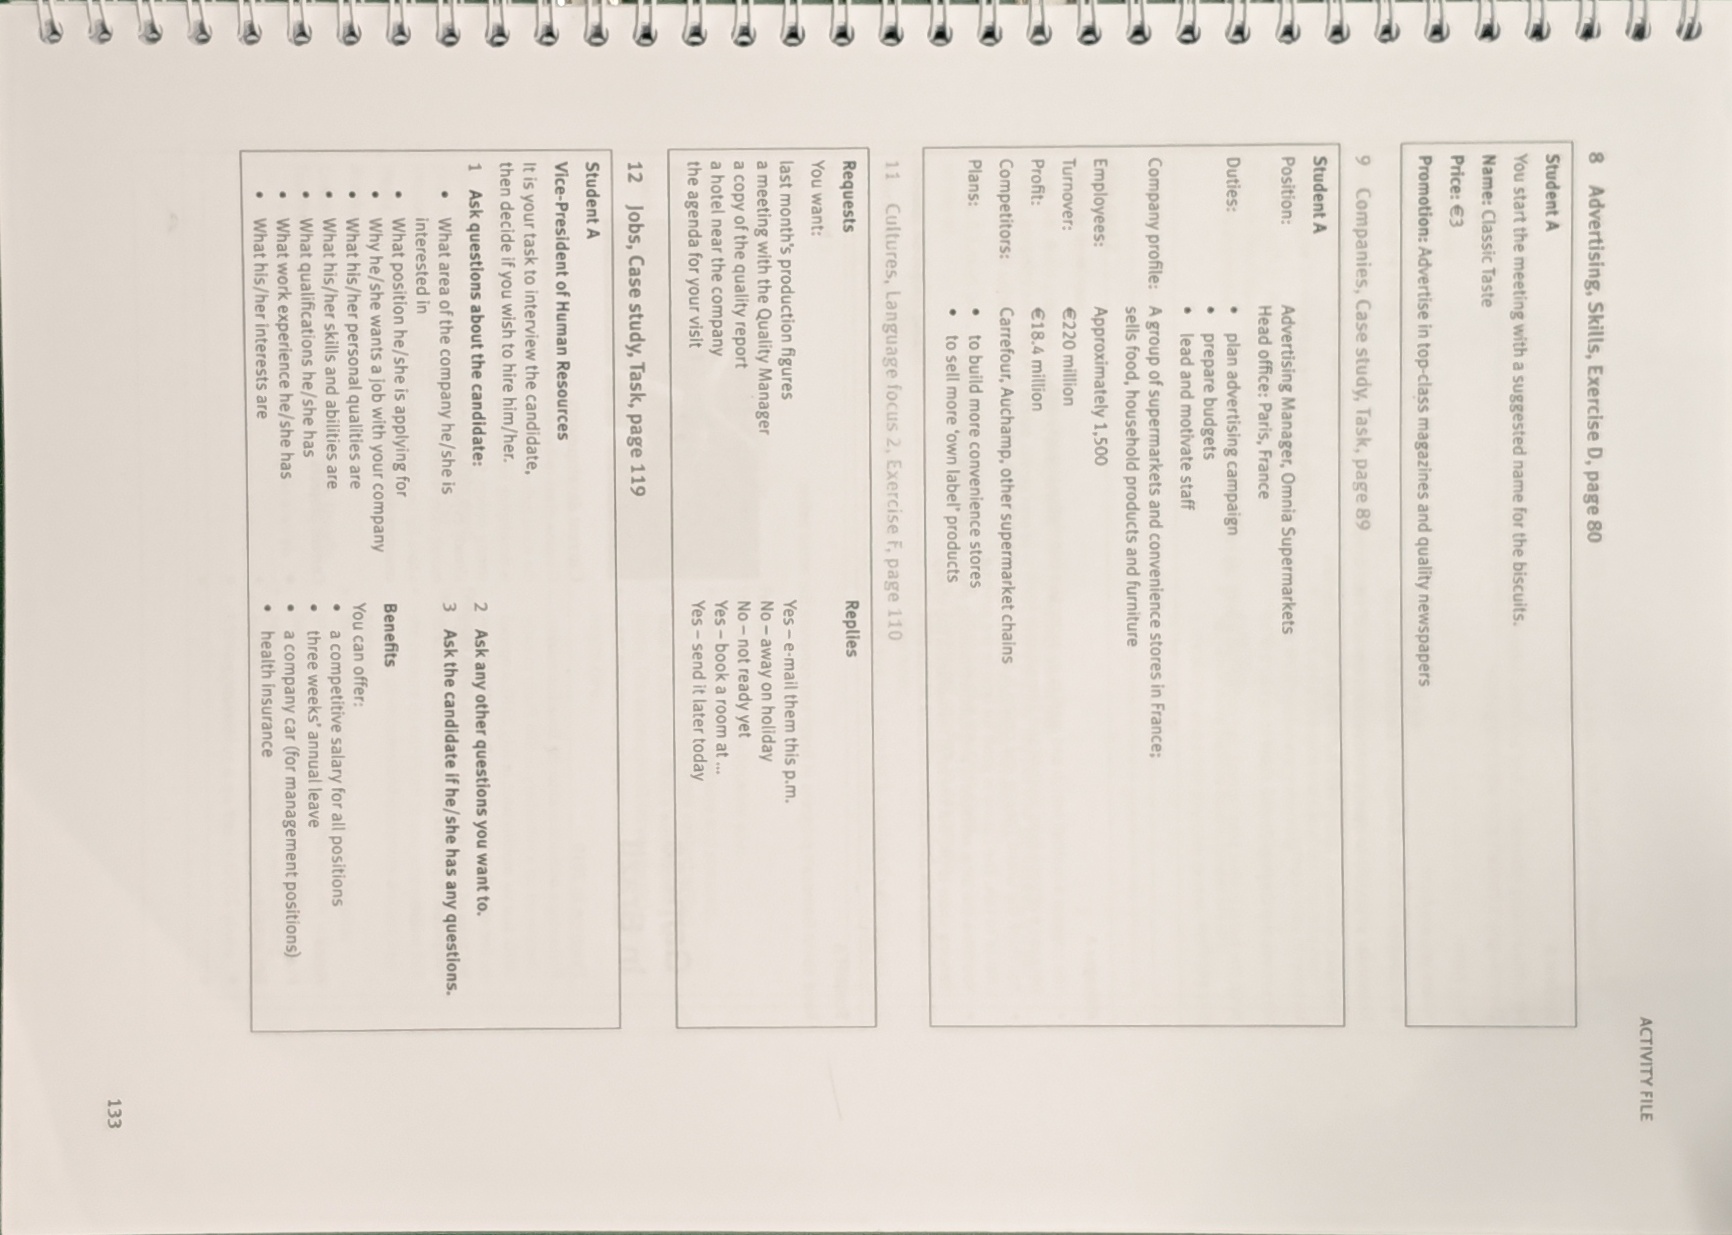 ACTIVITY FILE
8 Advertising, Skills, Exercise D, page 80
Student A
You start the meeting with a suggested name for the biscuits.
Name: Classic Taste
Price: €3
Promotion: Advertise in top-class magazines and quality newspapers
9 Companies, Case study, Task, page 89
Student A
Position: Advertising Manager, Omnia Supermarkets
Head office: Paris, France
Duties: • plan advertising campaign
• prepare budgets
• lead and motivate staff
Company profile: A group of supermarkets and convenience stores in France;
sells food, household products and furniture
Employees: Approximately 1,500
Turnover: €220 million
Profit: €18.4 million
Competitors: Carefour, Auchamp, other supermarket chains
Plans: • to build more convenience stores
• to sell more 'own label' products
11 Cultures, Language focus 2, Exercise F, page 110
Requests Replies
You want:
last month's production figures Yes – e-mail them this p.m.
a meeting with the Quality Manager No – away on holiday
a copy of the quality report No – not ready yet
a hotel near the company Yes – book a room at ...
the agenda for your visit Yes – send it later today
12 Jobs, Case study, Task, page 119
Student A
Vice-President of Human Resources
It is your task to interview the candidate,
then decide if you wish to hire him/her.
1 Ask questions about the candidate:
• What area of the company he/she is
interested in
• What position he/she is applying for
• Why he/she wants a job with your company
• What his/her personal qualities are
• What his/her skills and abilities are
• What qualifications he/she has
• What work experience he/she has
• What his/her interests are
2 Ask any other questions you want to.
3 Ask the candidate if he/she has any questions.
Benefits
You can offer:
• a competitive salary for all positions
• three weeks' annual leave
• a company car (for management positions)
• health insurance
133